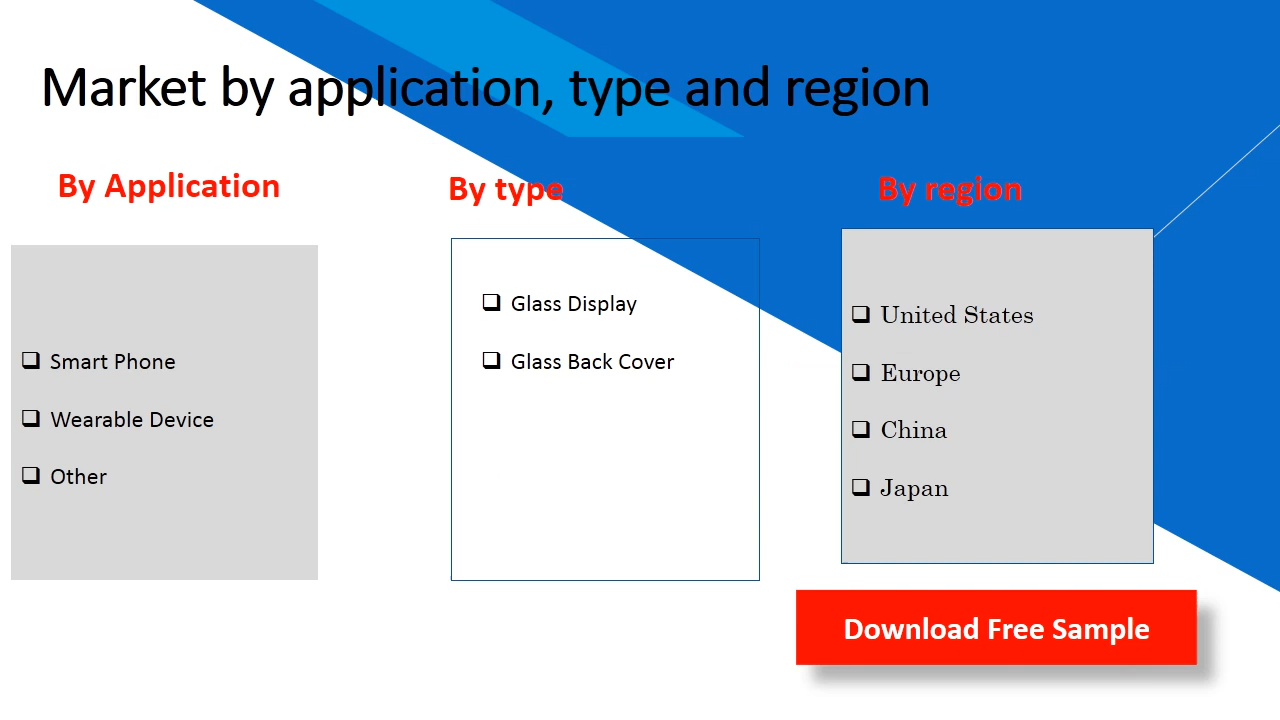 Market by application, type and region
By Application
Smart Phone
Wearable Device
Other
By type
Glass Display
Glass Back Cover
By region
United States
Europe
China
Japan
Download Free Sample